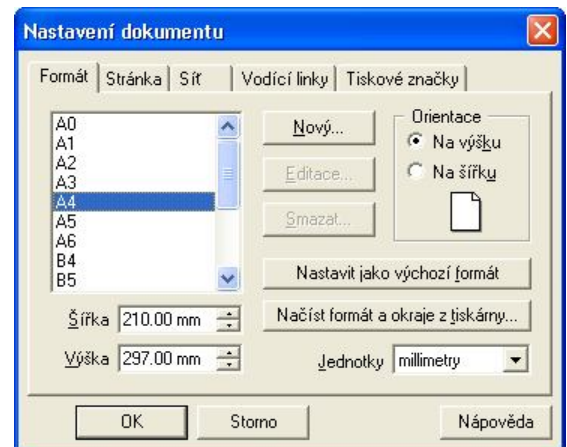 Nastavení dokumentu
Formát Stránka Síť Vodící linky Tiskové značky
A0
A1
A2
A3
A4
A5
A6
B4
B5
Nový...
Editace...
Smazat...
Orientace
Na výšku
Na šířku
Nastavit jako výchozí formát
Šířka 210.00 mm
Načíst formát a okraje z tiskárny...
Výška 297.00 mm
Jednotky millimetry
OK Storno Nápověda